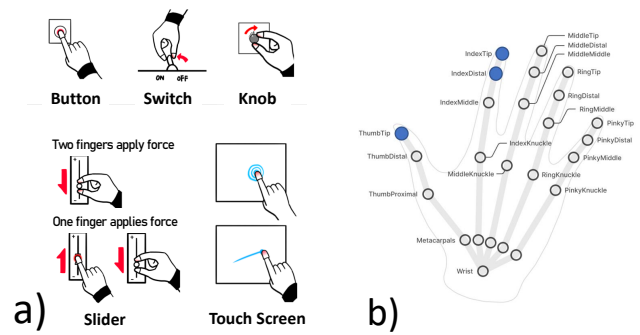 ON OFF
Button Switch Knob
Two fingers apply force
+
-
One finger applies force
+ +
- -
a) Slider Touch Screen
MiddleTip
MiddleDistal
IndexTip MiddleMiddle
IndexDistal RingTip
RingDistal
IndexMiddle RingMiddle
PinkyTip
ThumbTip
PinkyDistal
IndexKnuckle
ThumbDistal PinkyMiddle
MiddleKnuckle RingKnuckle
ThumbProximal PinkyKnuckle
Metacarpals
Wrist
b)